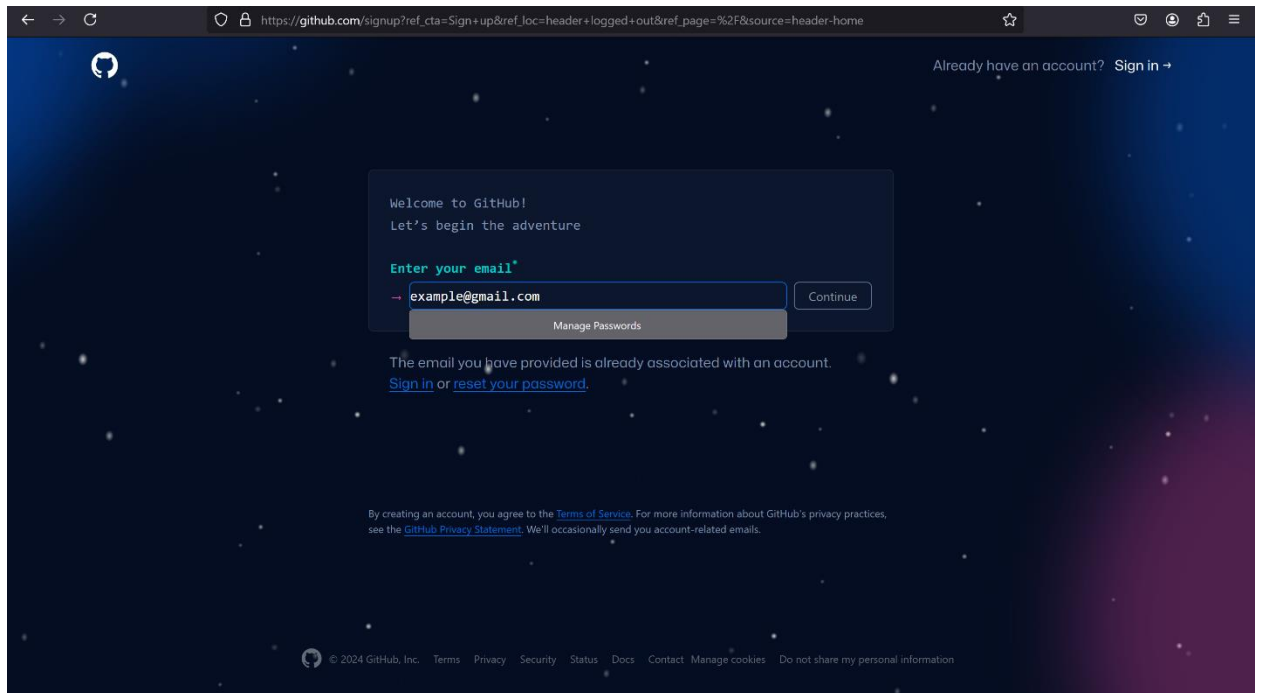 https://github.com/signup?ref_cta=Sign+up&ref_loc=header+logged+out&ref_page=%2F&source=header-home
Already have an account? Sign in →
Welcome to GitHub!
Let’s begin the adventure
Enter your email*
→ example@gmail.com Continue
Manage Passwords
The email you have provided is already associated with an account.
Sign in or reset your password.
By creating an account, you agree to the Terms of Service. For more information about GitHub’s privacy practices,
see the GitHub Privacy Statement. We’ll occasionally send you account-related emails.
© 2024 GitHub, Inc. Terms Privacy Security Status Docs Contact Manage cookies Do not share my personal information